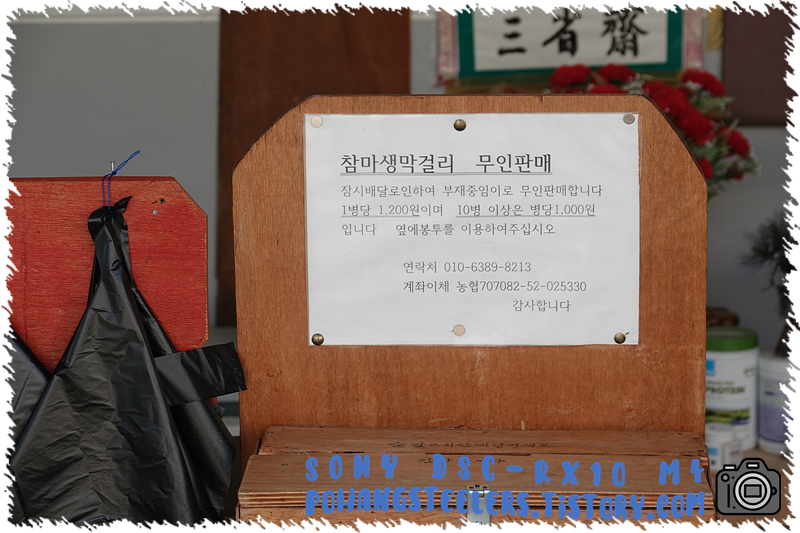 三省齋
참마생막걸리 무인판매
잠시배달로인하여 부재중임이로 무인판매합니다
1병당 1,200원이며 10병 이상은 병당1,000원
입니다 옆에봉투를 이용하여주십시오
연락처 010-6389-8213
계좌이체 농협707082-52-025330
감사합니다
PROTEIN
SONY DSC-RX10 M4
POHANGSTEELERS.TISTORY.COM